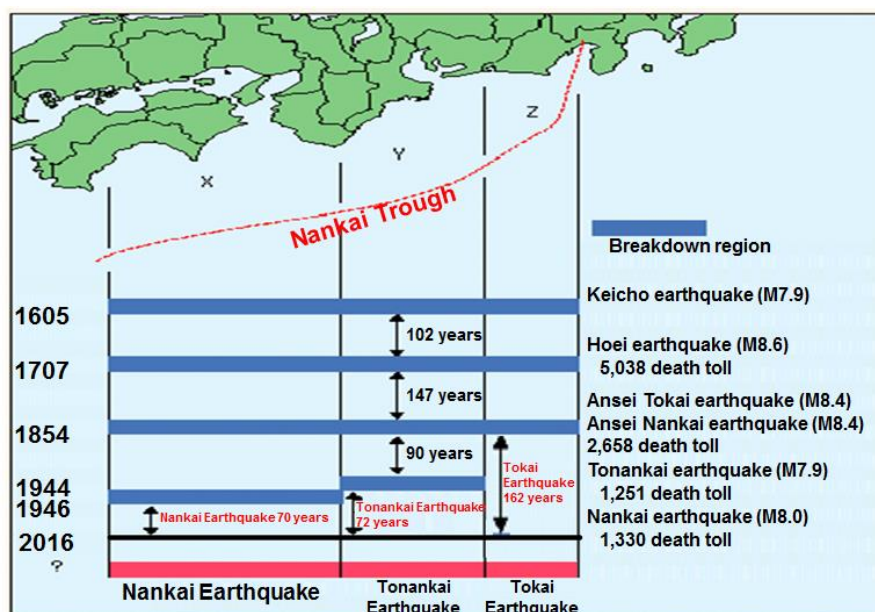 X
Y
Z
Nankai Trough
Breakdown region
1605
Keicho earthquake (M7.9)
102 years
1707
Hoei earthquake (M8.6)
5,038 death toll
147 years
Ansei Tokai earthquake (M8.4)
1854
Ansei Nankai earthquake (M8.4)
2,658 death toll
90 years
Tokai
Earthquake
162 years
1944
Tonankai earthquake (M7.9)
1,251 death toll
1946
Nankai Earthquake 70 years
Tonankai Earthquake
72 years
Nankai earthquake (M8.0)
1,330 death toll
2016
?
Nankai Earthquake
Tonankai
Earthquake
Tokai
Earthquake